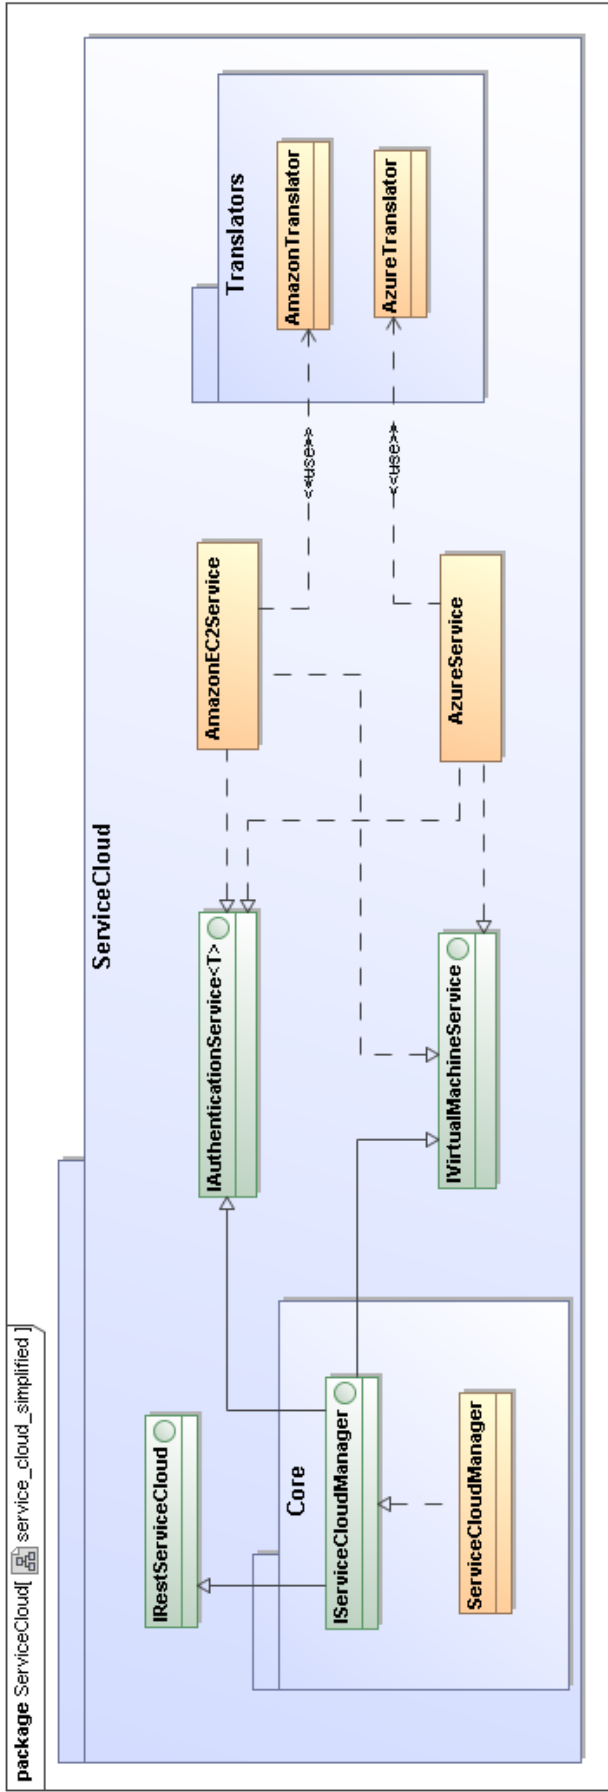 package ServiceCloud[ service_cloud_simplified ]
ServiceCloud
IRestServiceCloud
Core
IServiceCloudManager
ServiceCloudManager
IAuthenticationService<T>
IVirtualMachineService
AmazonEC2Service
AzureService
<<use>>
<<use>>
Translators
AmazonTranslator
AzureTranslator